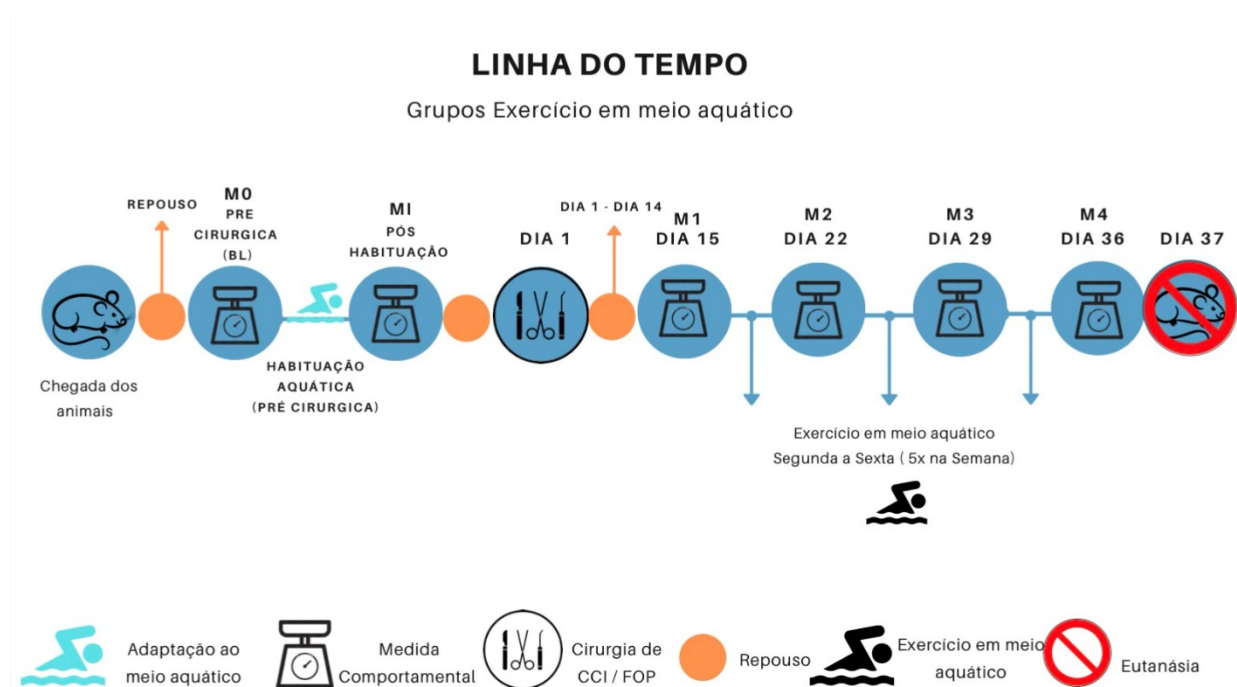 LINHA DO TEMPO
Grupos Exercício em meio aquático
REPOUSO
M0
PRE
CIRURGICA
(BL)
MI
PÓS
HABITUAÇÃO
DIA 1
DIA 1 - DIA 14
M1
DIA 15
M2
DIA 22
M3
DIA 29
M4
DIA 36
DIA 37
Chegada dos
animais
HABITUAÇÃO
AQUÁTICA
(PRÉ CIRURGICA)
Exercício em meio aquático
Segunda a Sexta ( 5x na Semana)
Adaptação ao
meio aquático
Medida
Comportamental
Cirurgia de
CCI / FOP
Repouso
Exercício em meio
aquático
Eutanásia